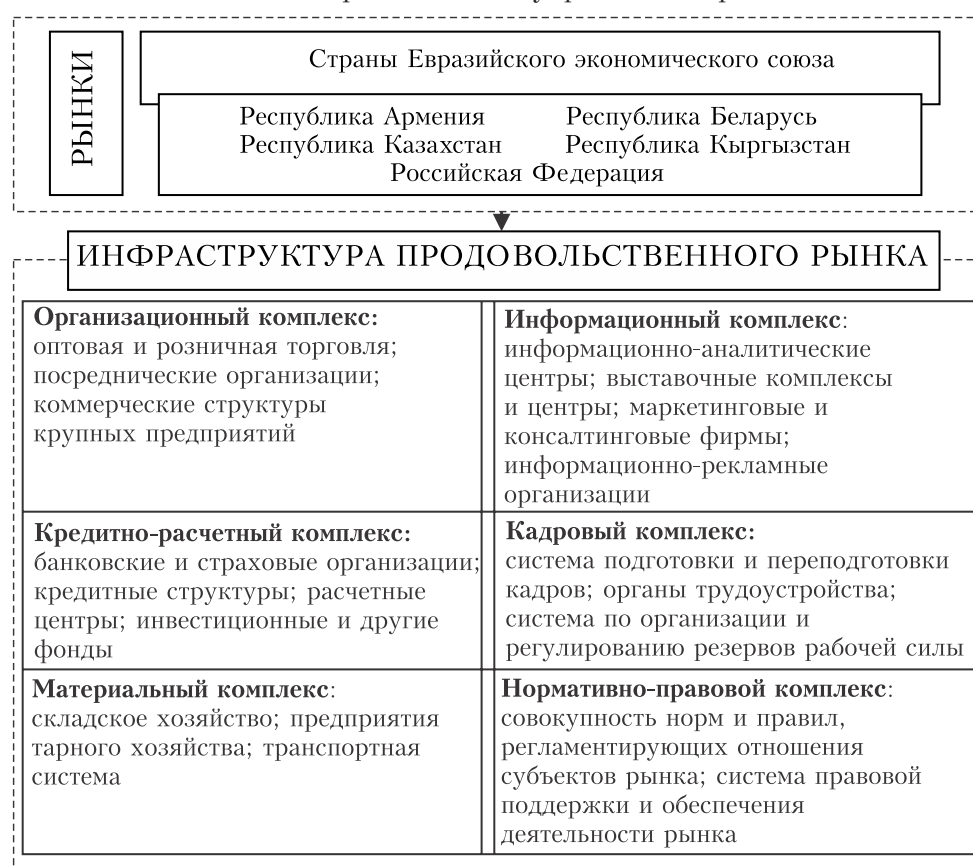 РЫНКИ
Страны Евразийского экономического союза
Республика Армения Республика Беларусь
Республика Казахстан Республика Кыргызстан
Российская Федерация
ИНФРАСТРУКТУРА ПРОДОВОЛЬСТВЕННОГО РЫНКА
Организационный комплекс:
оптовая и розничная торговля;
посреднические организации;
коммерческие структуры
крупных предприятий
Информационный комплекс:
информационно-аналитические
центры; выставочные комплексы
и центры; маркетинговые и
консалтинговые фирмы;
информационно-рекламные
организации
Кредитно-расчетный комплекс:
банковские и страховые организации;
кредитные структуры; расчетные
центры; инвестиционные и другие
фонды
Кадровый комплекс:
система подготовки и переподготовки
кадров; органы трудоустройства;
система по организации и
регулированию резервов рабочей силы
Материальный комплекс:
складское хозяйство; предприятия
тарного хозяйства; транспортная
система
Нормативно-правовой комплекс:
совокупность норм и правил,
регламентирующих отношения
субъектов рынка; система правовой
поддержки и обеспечения
деятельности рынка